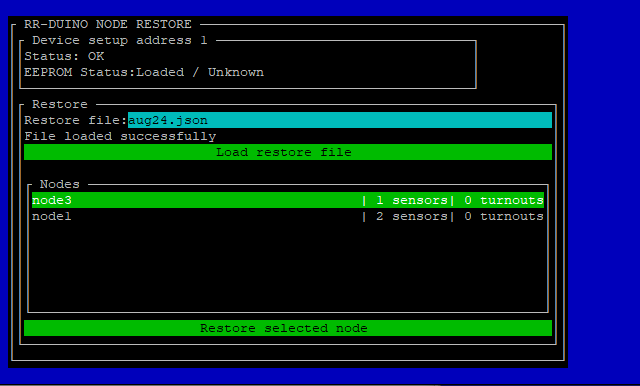 RR-DUINO NODE RESTORE
Device setup address 1
Status: OK
EEPROM Status:Loaded / Unknown
Restore
Restore file:aug24.json
File loaded successfully
Load restore file
Nodes
node3 | 1 sensors| 0 turnouts
node1 | 2 sensors| 0 turnouts
Restore selected node